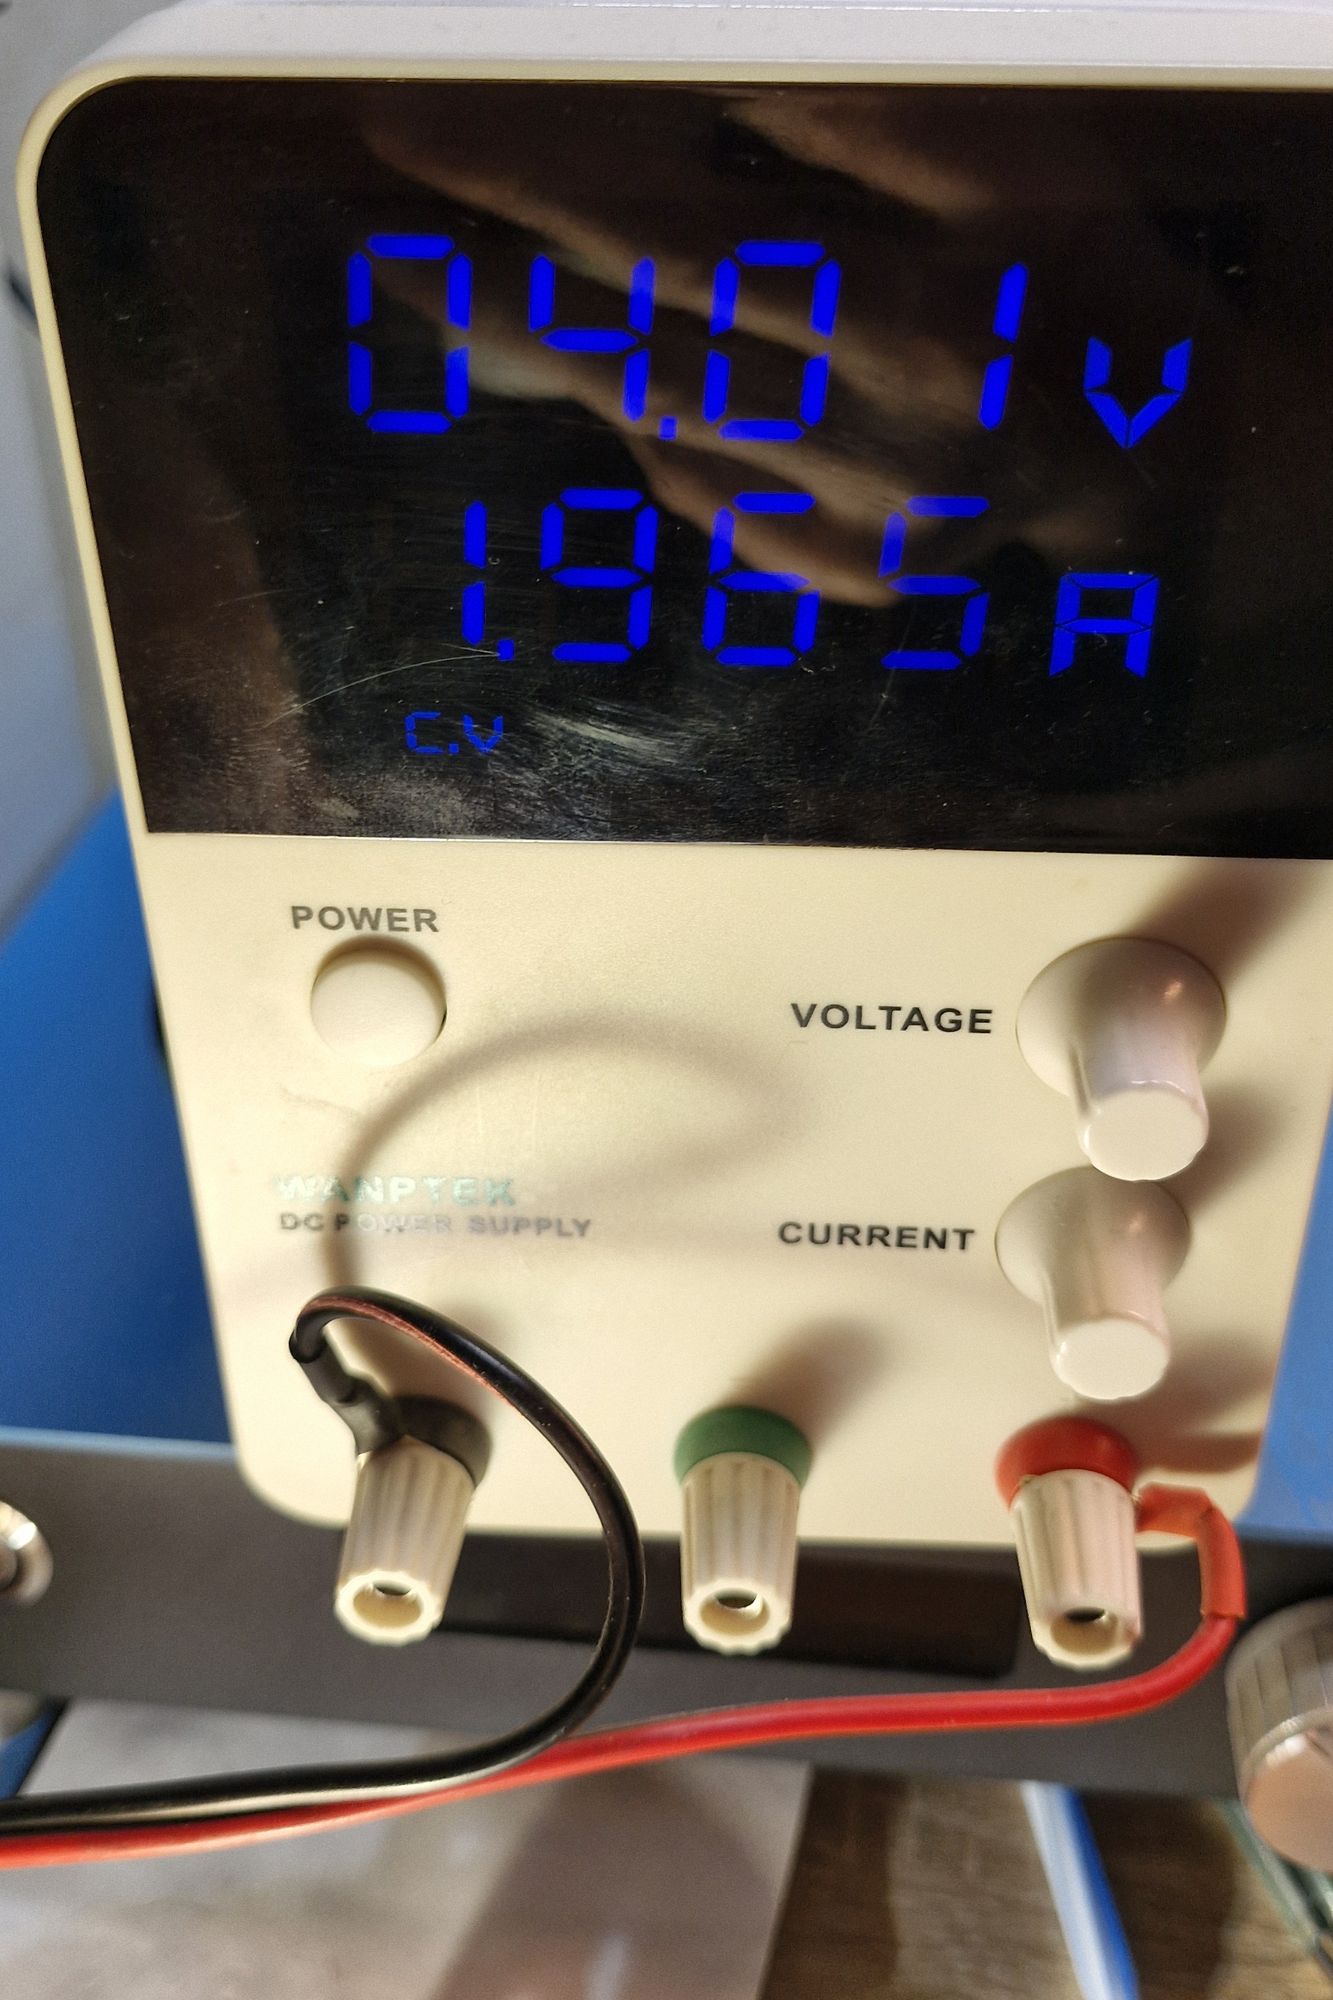 04.01V
1.965A
C.V
POWER
VOLTAGE
WANPTEK
DC POWER SUPPLY
CURRENT